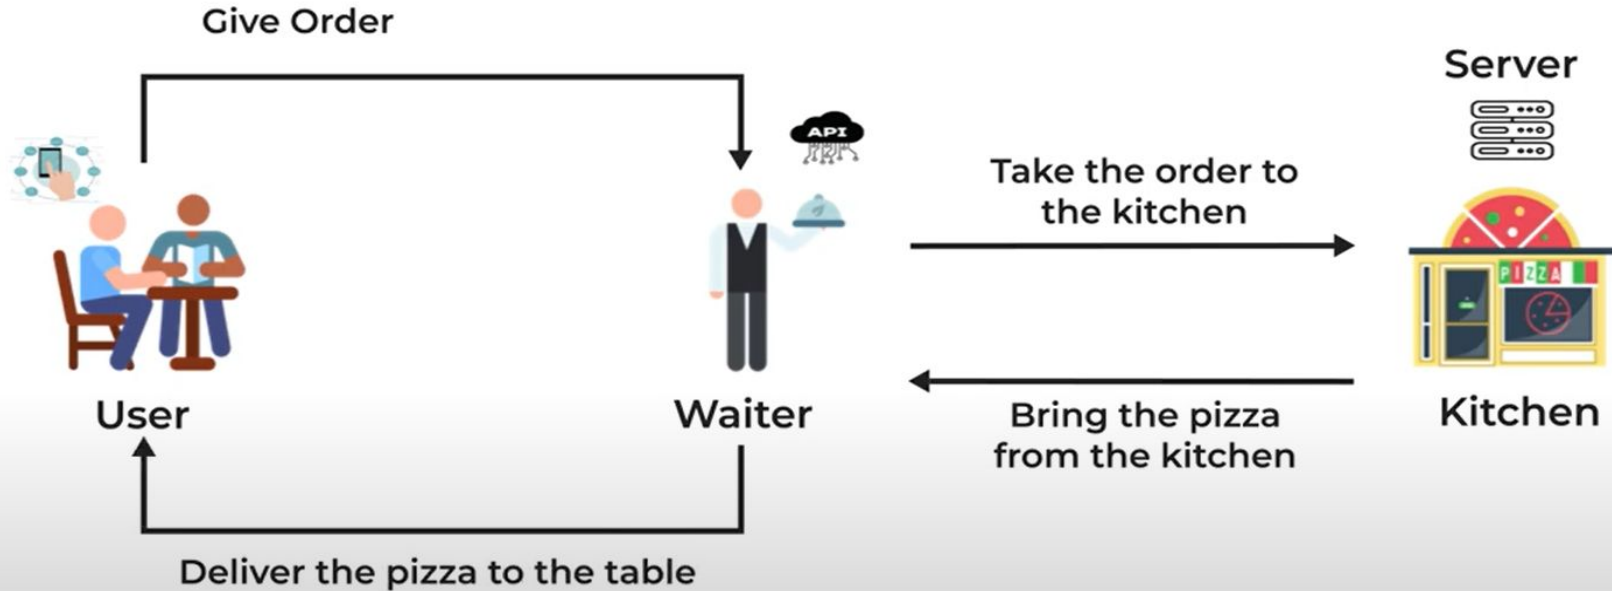 Give Order
Server
API
Take the order to
the kitchen
PIZZA
User
Waiter
Bring the pizza
from the kitchen
Kitchen
Deliver the pizza to the table